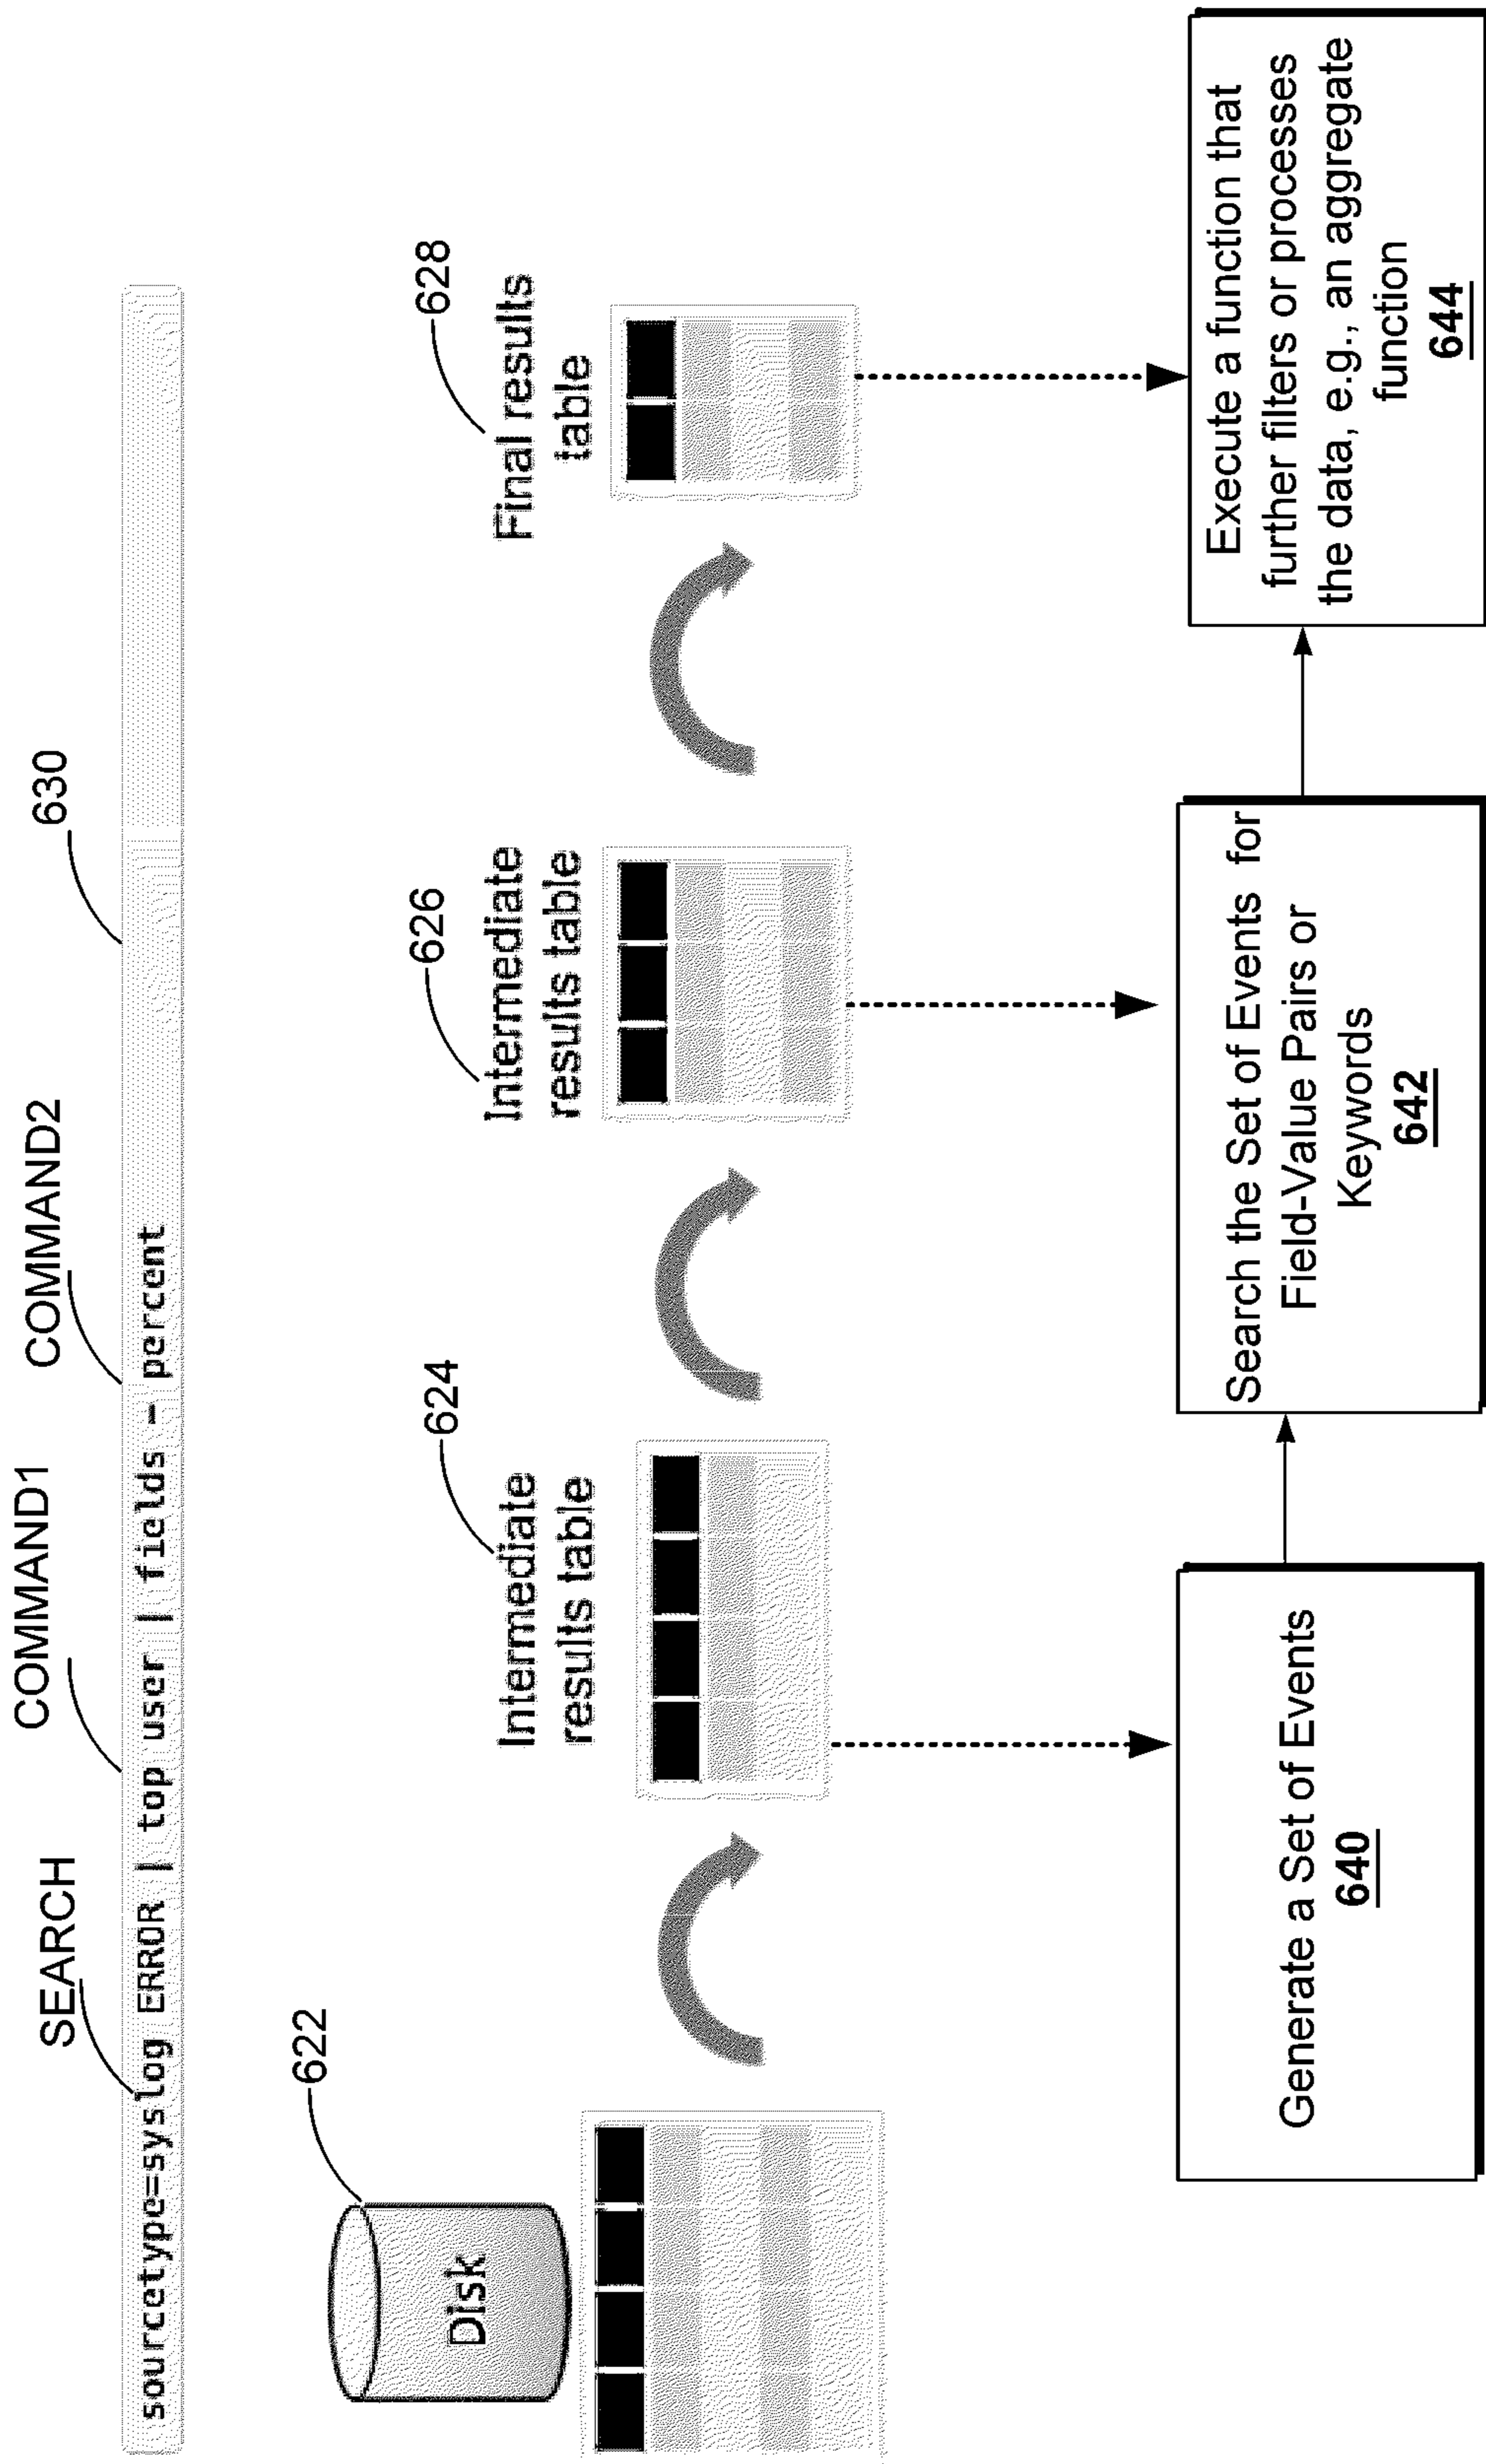 SEARCH
COMMAND1
COMMAND2
630
sourcetype=syslog ERROR | top user | fields - percent
622
Disk
624
Intermediate
results table
626
Intermediate
results table
628
Final results
table
Generate a Set of Events
640
Search the Set of Events for
Field-Value Pairs or
Keywords
642
Execute a function that
further filters or processes
the data, e.g., an aggregate
function
644